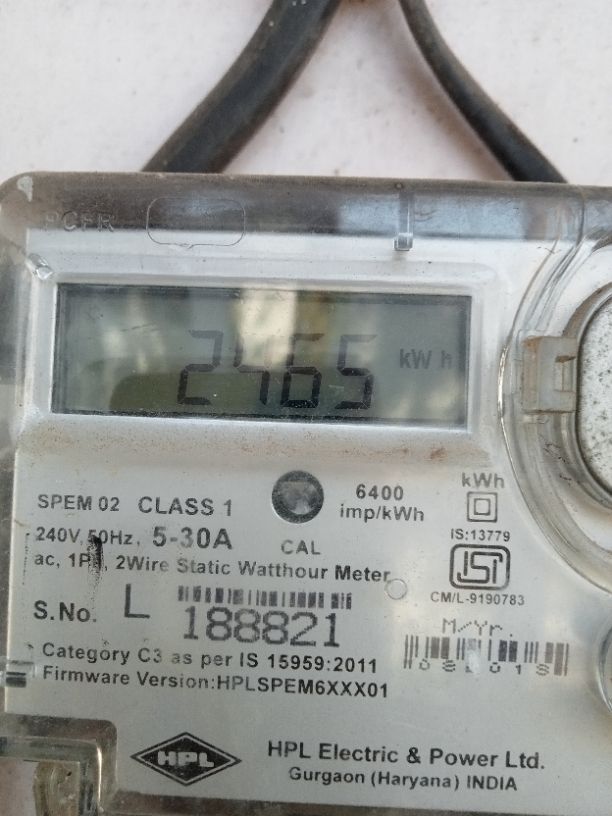 2465 kWh
kWh
SPEM 02 CLASS 1
6400
imp/kWh
240V, 50Hz, 5-30A
CAL
IS:13779
ac, 2Wire Static Watthour Meter
ISI
CM/L-9190783
S.No. L 188821
M/Yr.
Category C3 as per IS 15959:2011
Firmware Version:HPLSPEM6XXX01
HPL
HPL Electric & Power Ltd.
Gurgaon (Haryana) INDIA